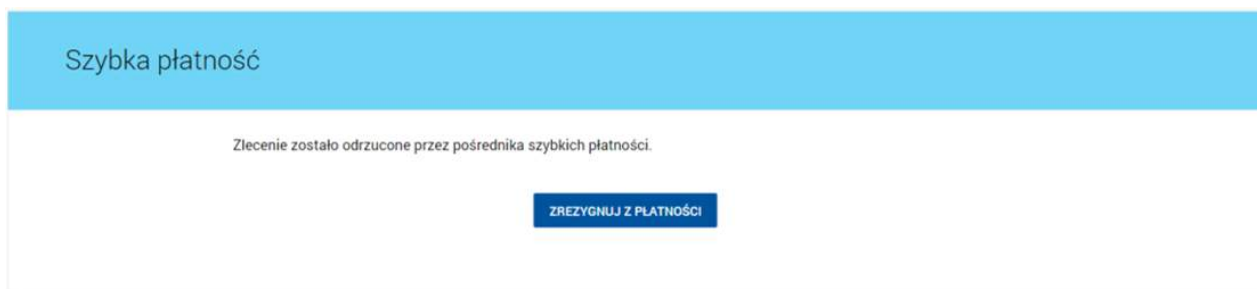 Szybka płatność
Zlecenie zostało odrzucone przez pośrednika szybkich płatności.
ZREZYGNUJ Z PŁATNOŚCI